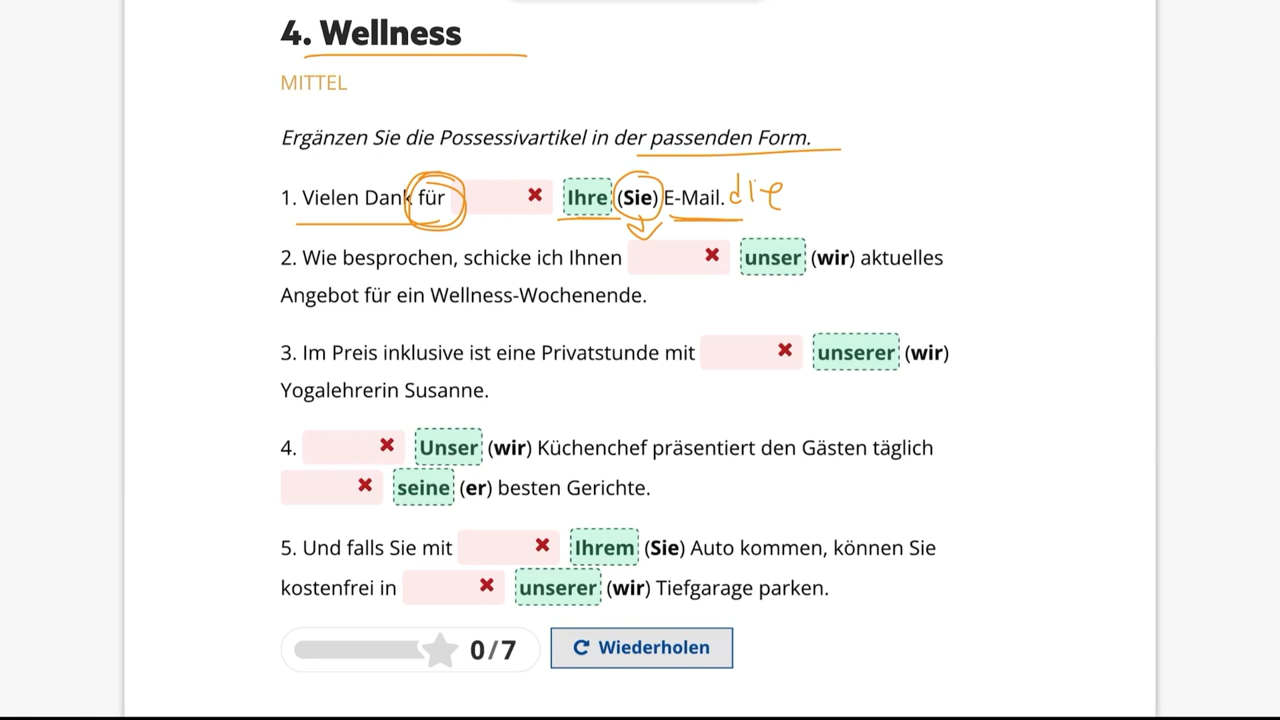 4. Wellness
MITTEL
Ergänzen Sie die Possessivartikel in der passenden Form.
1. Vielen Dank für ✖ Ihre (Sie) E-Mail. die
2. Wie besprochen, schicke ich Ihnen ✖ unser (wir) aktuelles
Angebot für ein Wellness-Wochenende.
3. Im Preis inklusive ist eine Privatstunde mit ✖ unserer (wir)
Yogalehrerin Susanne.
4. ✖ Unser (wir) Küchenchef präsentiert den Gästen täglich
✖ seine (er) besten Gerichte.
5. Und falls Sie mit ✖ Ihrem (Sie) Auto kommen, können Sie
kostenfrei in ✖ unserer (wir) Tiefgarage parken.
0/7 Wiederholen